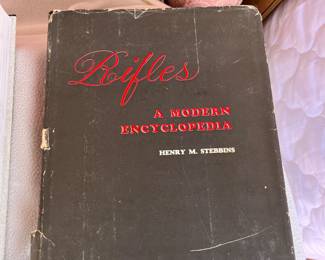 Rifles
A MODERN
ENCYCLOPEDIA
HENRY M. STEBBINS